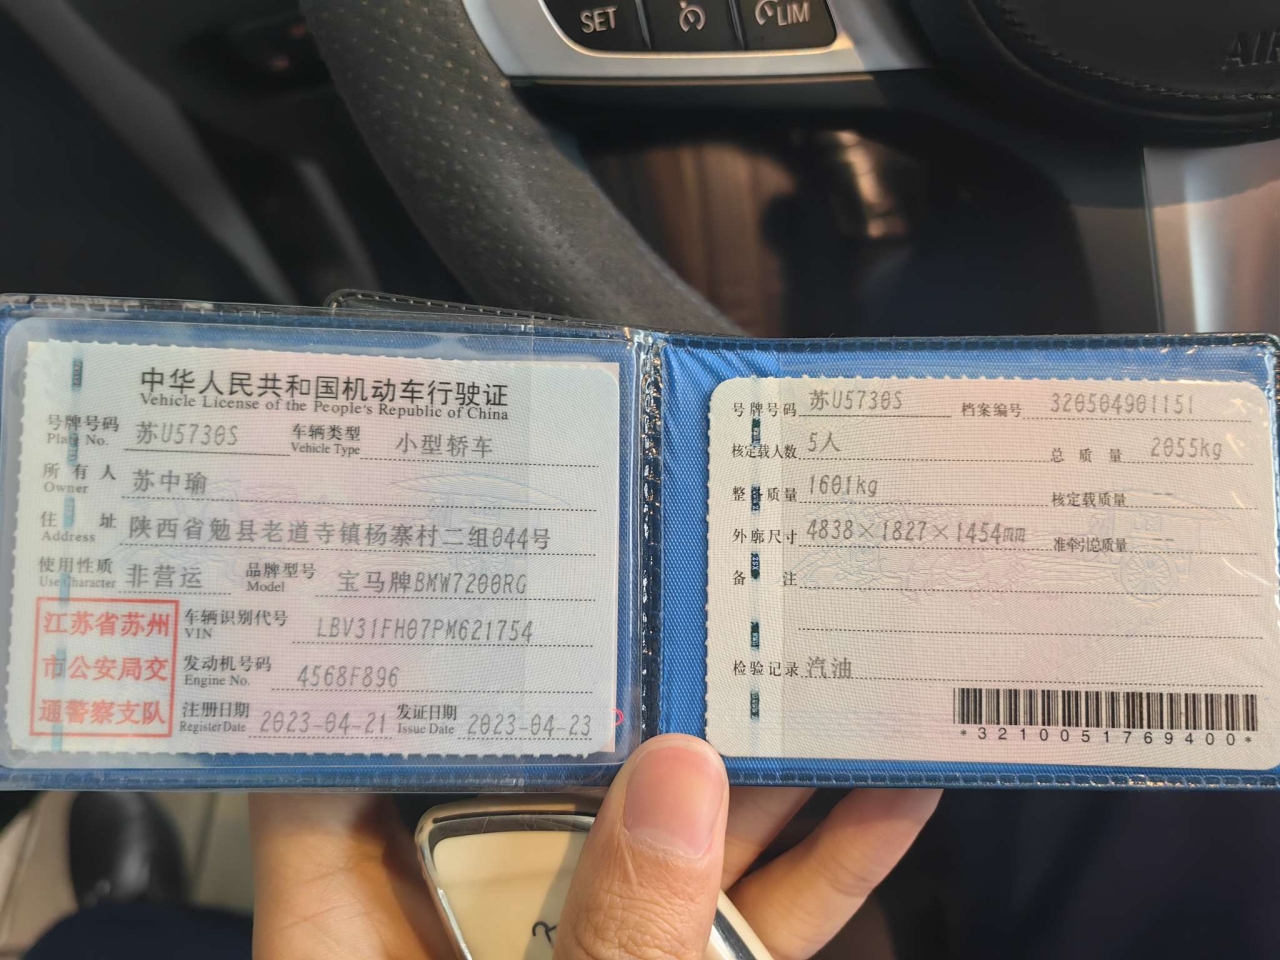 SET
LIM
AIR
中华人民共和国机动车行驶证
Vehicle License of the People's Republic of China
号牌号码 苏U5730S 车辆类型 小型轿车
Plate No. Vehicle Type
所有人 苏中瑜
Owner
住址 陕西省勉县老道寺镇杨寨村二组044号
Address
使用性质 非营运 品牌型号 宝马牌BMW7200RG
Use Character Model
江苏省苏州
市公安局交
通警察支队
车辆识别代号 LBV31FH07PM621754
VIN
发动机号码 4568F896
Engine No.
注册日期 2023-04-21 发证日期 2023-04-23
Register Date Issue Date
号牌号码 苏U5730S 档案编号 320504901151
核定载人数 5人 总质量 2055kg
整备质量 1601kg 核定载质量 --
外廓尺寸 4838×1827×1454mm 准牵引总质量 --
备注
检验记录 汽油
*3210051769400*